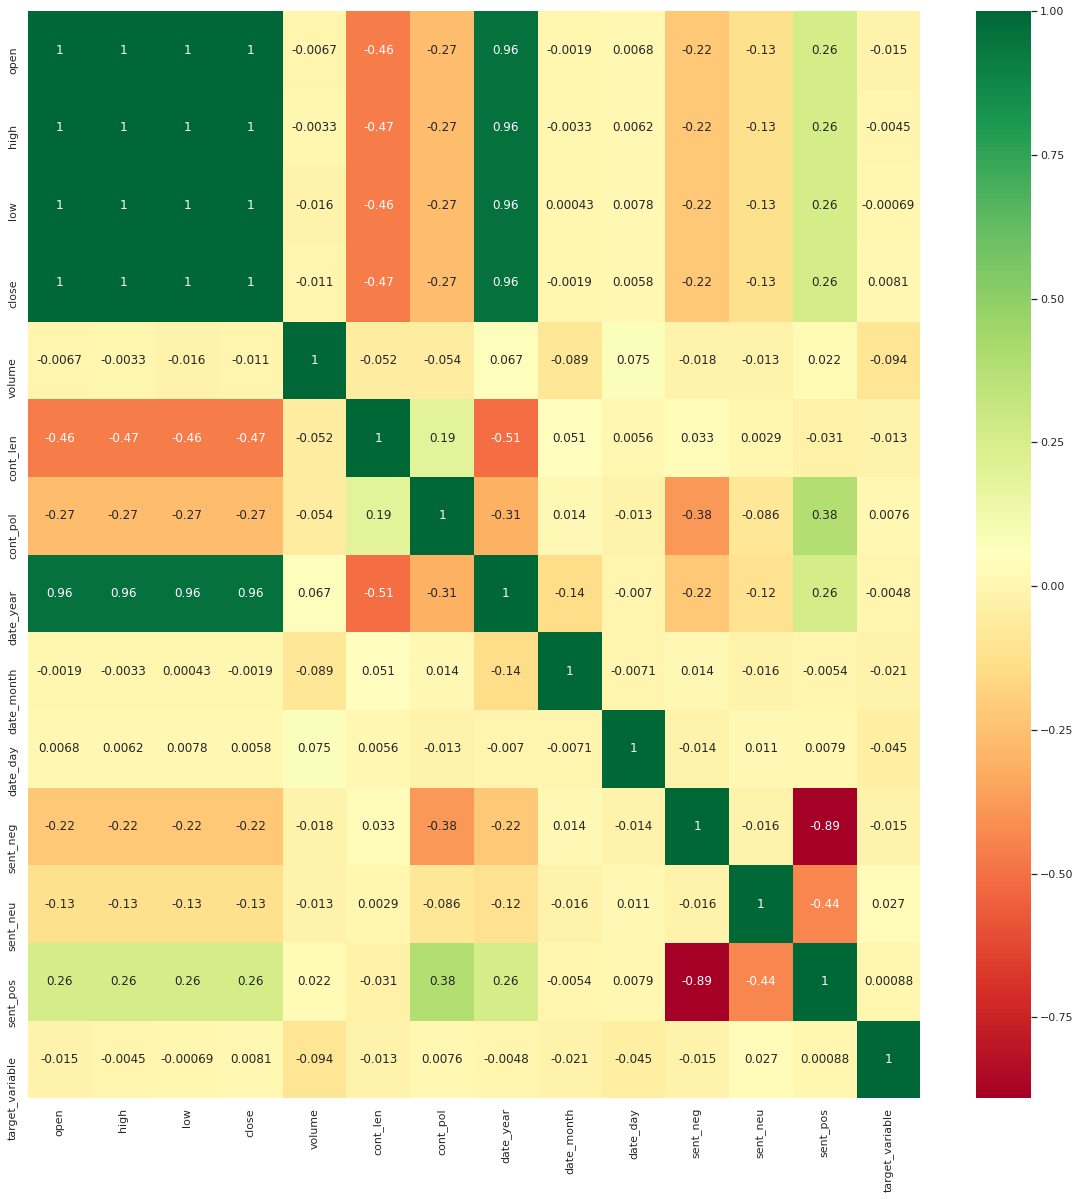 open 1 1 1 1 -0.0067 -0.46 -0.27 0.96 -0.0019 0.0068 -0.22 -0.13 0.26 -0.015
high 1 1 1 1 -0.0033 -0.47 -0.27 0.96 -0.0033 0.0062 -0.22 -0.13 0.26 -0.0045
low 1 1 1 1 -0.016 -0.46 -0.27 0.96 0.00043 0.0078 -0.22 -0.13 0.26 -0.00069
close 1 1 1 1 -0.011 -0.47 -0.27 0.96 -0.0019 0.0058 -0.22 -0.13 0.26 0.0081
volume -0.0067 -0.0033 -0.016 -0.011 1 -0.052 -0.054 0.067 -0.089 0.075 -0.018 -0.013 0.022 -0.094
cont_len -0.46 -0.47 -0.46 -0.47 -0.052 1 0.19 -0.51 0.051 0.0056 0.033 0.0029 -0.031 -0.013
cont_pol -0.27 -0.27 -0.27 -0.27 -0.054 0.19 1 -0.31 0.014 -0.013 -0.38 -0.086 0.38 0.0076
date_year 0.96 0.96 0.96 0.96 0.067 -0.51 -0.31 1 -0.14 -0.007 -0.22 -0.12 0.26 -0.0048
date_month -0.0019 -0.0033 0.00043 -0.0019 -0.089 0.051 0.014 -0.14 1 -0.0071 0.014 -0.016 -0.0054 -0.021
date_day 0.0068 0.0062 0.0078 0.0058 0.075 0.0056 -0.013 -0.007 -0.0071 1 -0.014 0.011 0.0079 -0.045
sent_neg -0.22 -0.22 -0.22 -0.22 -0.018 0.033 -0.38 -0.22 0.014 -0.014 1 -0.016 -0.89 -0.015
sent_neu -0.13 -0.13 -0.13 -0.13 -0.013 0.0029 -0.086 -0.12 -0.016 0.011 -0.016 1 -0.44 0.027
sent_pos 0.26 0.26 0.26 0.26 0.022 -0.031 0.38 0.26 -0.0054 0.0079 -0.89 -0.44 1 0.00088
target_variable -0.015 -0.0045 -0.00069 0.0081 -0.094 -0.013 0.0076 -0.0048 -0.021 -0.045 -0.015 0.027 0.00088 1
open high low close volume cont_len cont_pol date_year date_month date_day sent_neg sent_neu sent_pos target_variable
1.00
0.75
0.50
0.25
0.00
−0.25
−0.50
−0.75